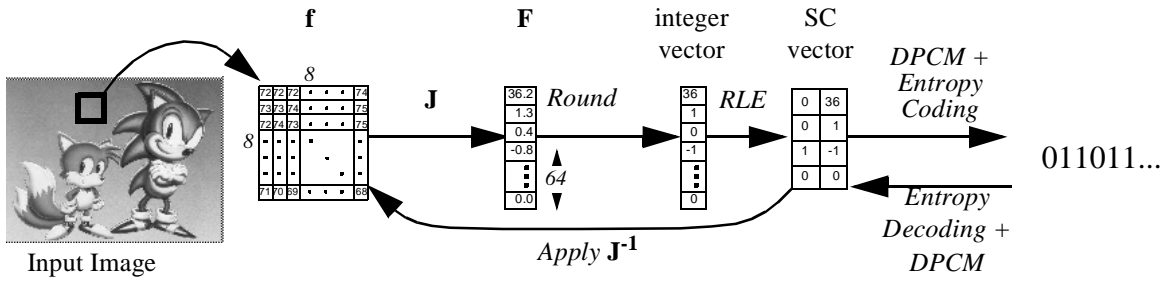 f
F
integer
vector
SC
vector
8
8
72 72 72 74
73 73 74 75
72 74 73 75
71 70 69 68
J
36.2
1.3
0.4
-0.8
0.0
64
Round
36
1
0
-1
0
RLE
0 36
0 1
1 -1
0 0
DPCM +
Entropy
Coding
011011...
Entropy
Decoding +
DPCM
Apply J-1
Input Image